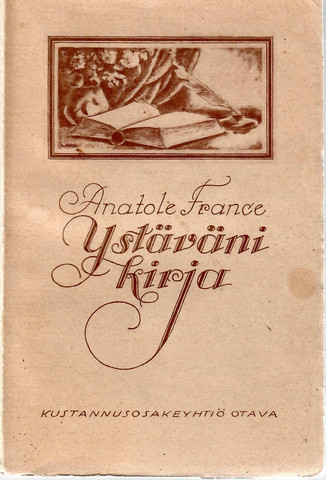 Anatole France
Ystäväni
kirja
KUSTANNUSOSAKEYHTIÖ OTAVA